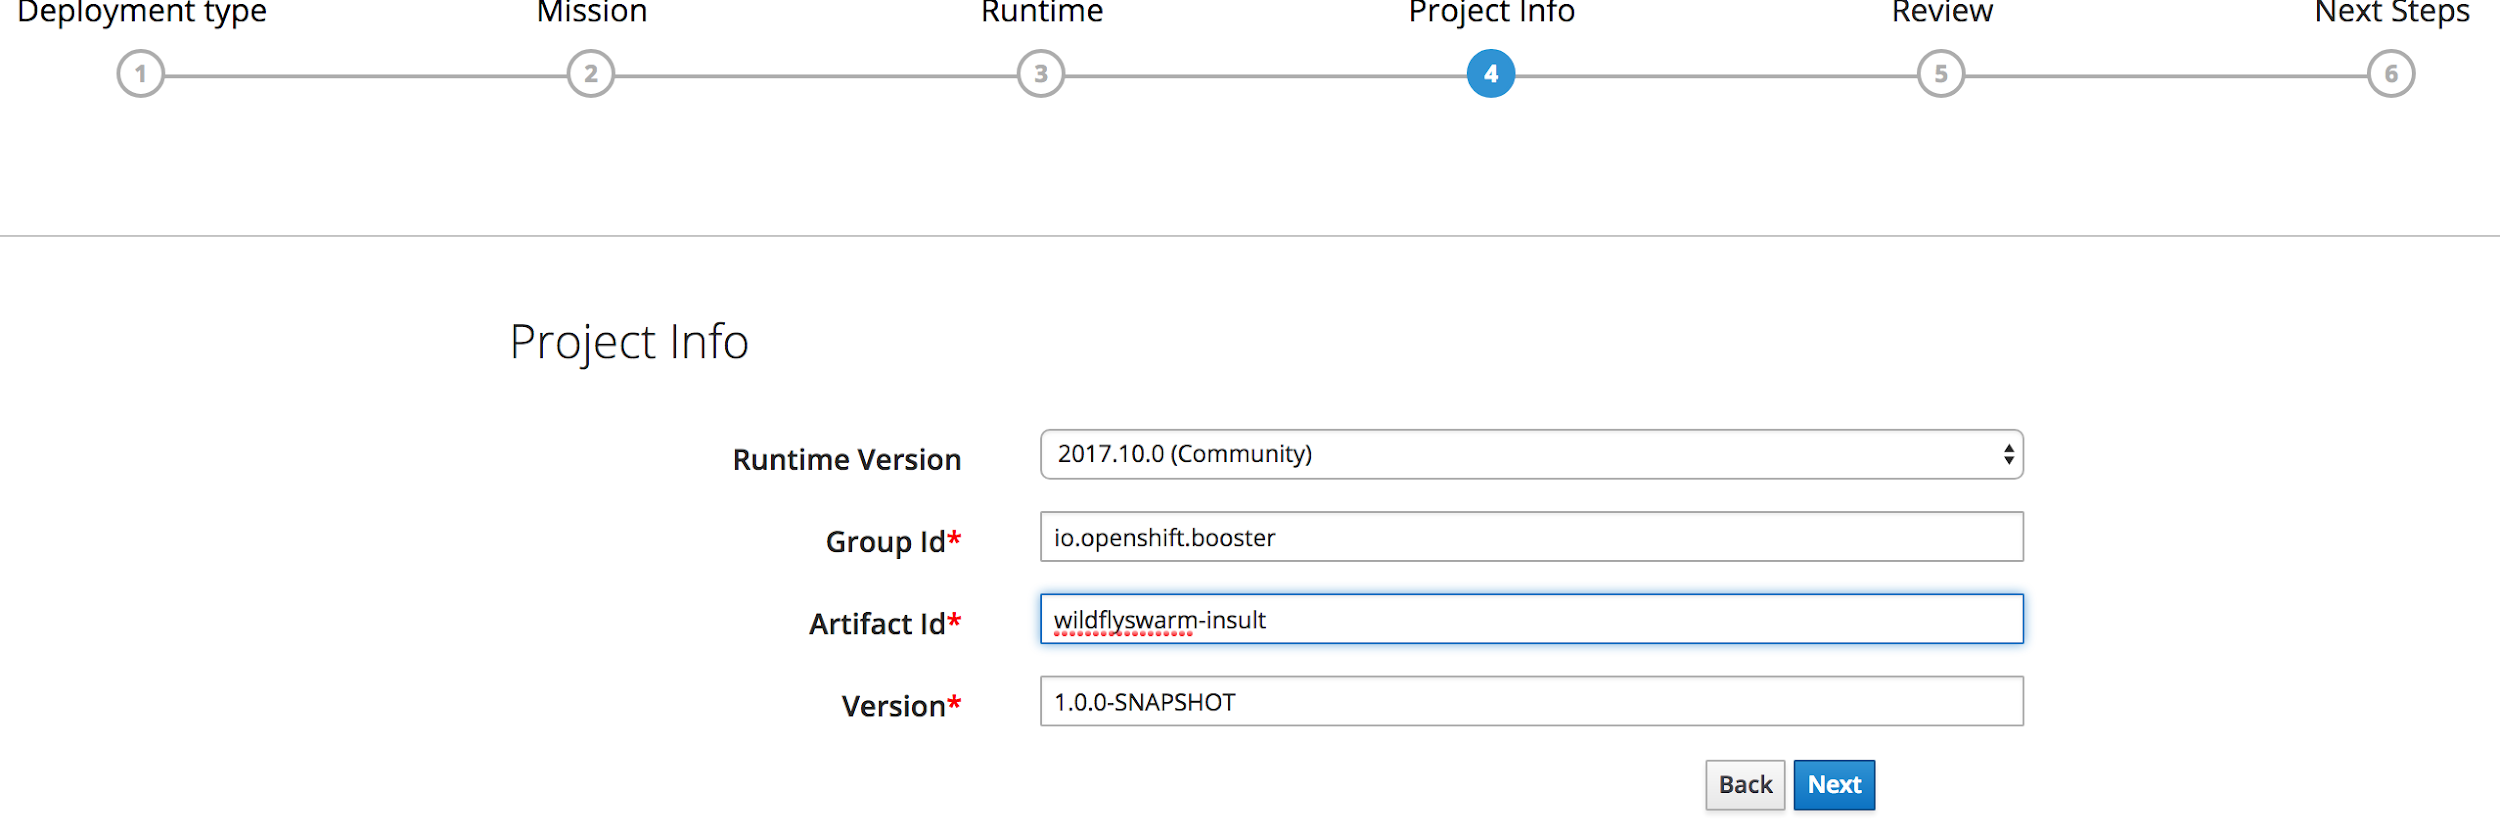 Deployment type Mission Runtime Project Info Review Next Steps
1 2 3 4 5 6
Project Info
Runtime Version 2017.10.0 (Community)
Group Id* io.openshift.booster
Artifact Id* wildflyswarm-insult
Version* 1.0.0-SNAPSHOT
Back Next